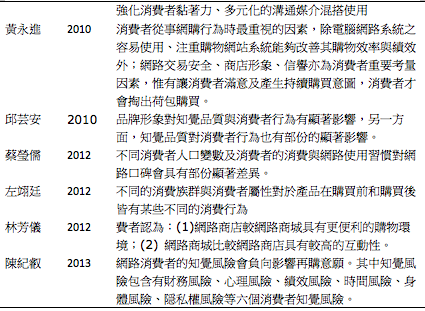 強化消費者黏著力、多元化的溝通媒介混搭使用
黃永進 2010 消費者從事網購行為時最重視的因素，除電腦網路系統之
容易使用、注重購物網站系統能夠改善其購物效率與績效
外；網路交易安全、商店形象、信譽亦為消費者重要考量
因素，惟有讓消費者滿意及產生持續購買意圖，消費者才
會掏出荷包購買。
邱芸安 2010 品牌形象對知覺品質與消費者行為有顯著影響，另一方
面，知覺品質對消費者行為也有部份的顯著影響。
蔡瑩儒 2012 不同消費者人口變數及消費者的消費與網路使用習慣對網
路口碑會具有部份顯著差異。
左翊廷 2012 不同的消費族群與消費者屬性對於產品在購買前和購買後
皆有某些不同的消費行為
林芳儀 2012 費者認為：(1)網路商店較網路商城具有更便利的購物環
境；(2) 網路商城比較網路商店具有較高的互動性。
陳紀叡 2013 網路消費者的知覺風險會負向影響再購意願。其中知覺風
險包含有財務風險、心理風險、績效風險、時間風險、身
體風險、隱私權風險等六個消費者知覺風險。